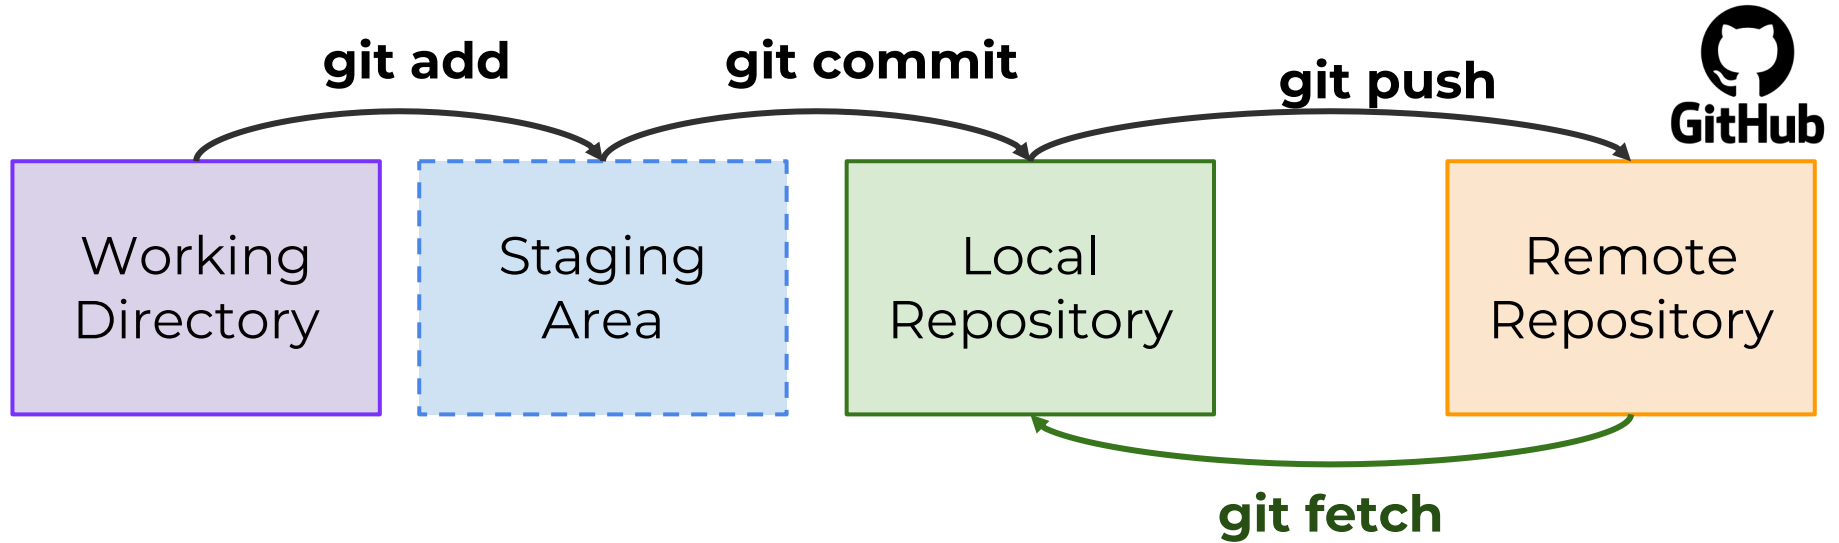 git add
git commit
git push
GitHub
Working
Directory
Staging
Area
Local
Repository
Remote
Repository
git fetch